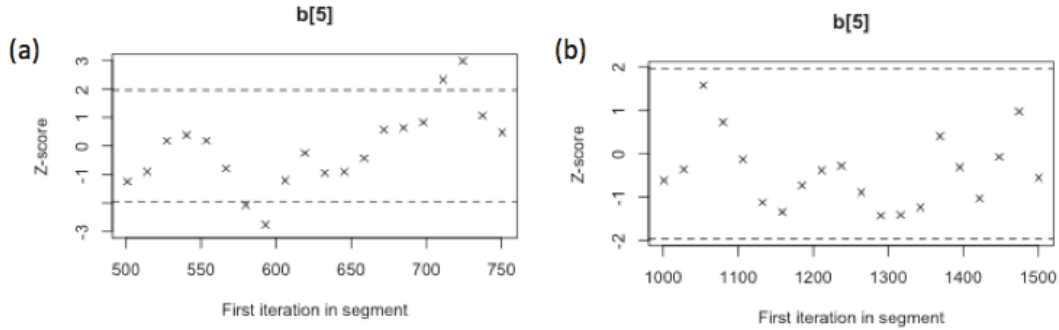 b[5]
(a)
Z-score
3
2
1
0
-1
-3
500 550 600 650 700 750
First iteration in segment
b[5]
(b)
Z-score
2
1
0
-1
-2
1000 1100 1200 1300 1400 1500
First iteration in segment